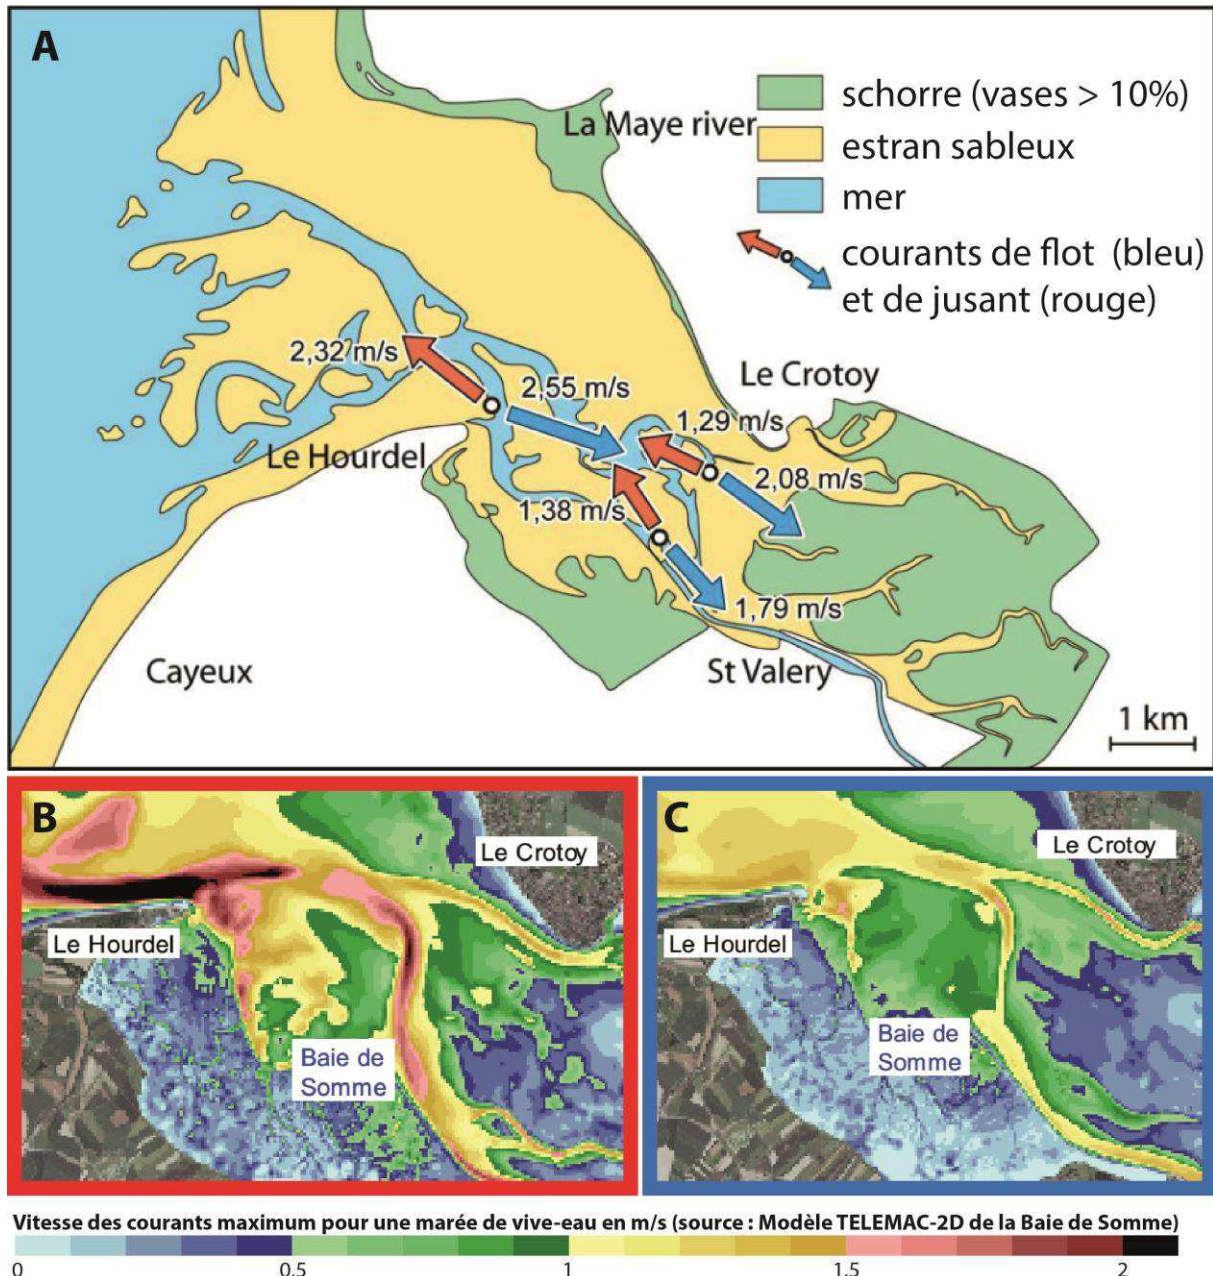 A
schorre (vases > 10%)
La Maye river
estran sableux
mer
courants de flot (bleu)
et de jusant (rouge)
2,32 m/s
Le Crotoy
2,55 m/s
1,29 m/s
Le Hourdel
2,08 m/s
1,38 m/s
1,79 m/s
Cayeux
St Valery
1 km
B
Le Crotoy
Le Hourdel
Baie de
Somme
C
Le Crotoy
Le Hourdel
Baie de
Somme
Vitesse des courants maximum pour une marée de vive-eau en m/s (source : Modèle TELEMAC-2D de la Baie de Somme)
0 0.5 1 1,5 2